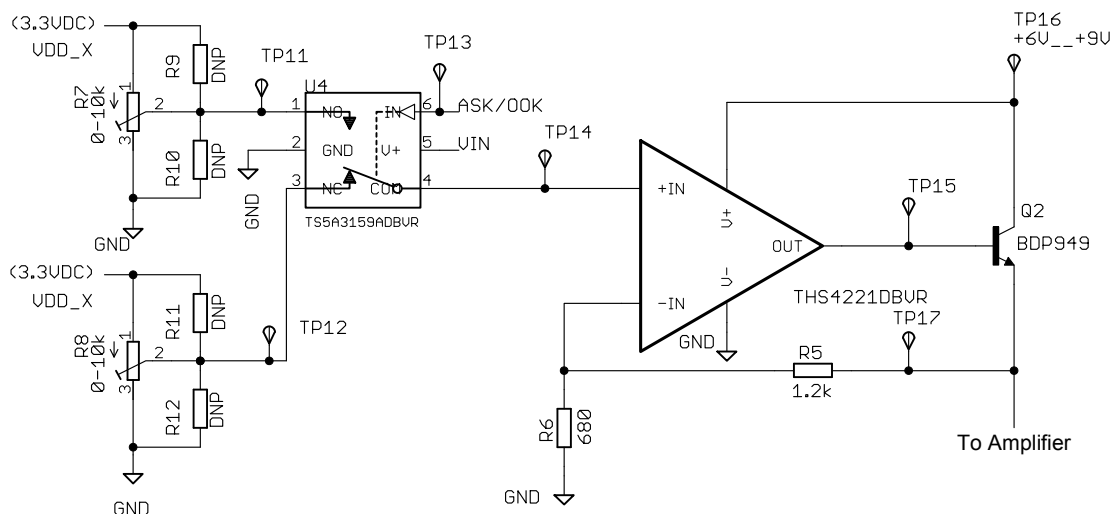 (3.3VDC)
VDD_X
R9
DNP
R7
0-10k
1
2
3
R10
DNP
GND
TP11
GND
U4
1
NO
IN
6
2
GND
V+
5
3
NC
COM
4
TS5A3159ADBVR
TP13
ASK/OOK
VIN
TP14
+IN
-IN
V+
V-
OUT
GND
THS4221DBVR
TP15
TP16
+6V__+9V
Q2
BDP949
TP17
R5
1.2k
R6
680
GND
To Amplifier
(3.3VDC)
VDD_X
R11
DNP
R8
0-10k
1
2
3
R12
DNP
TP12
GND